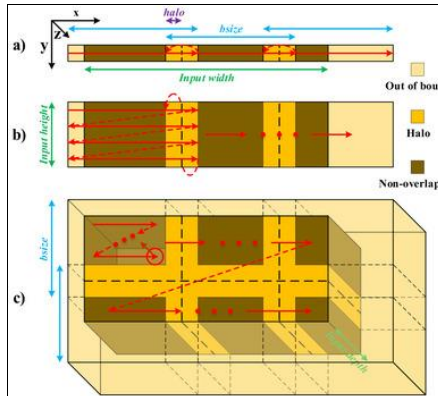 x
halo
z
y
bsize
a)
Input width
Out of bou
Input height
b)
Halo
Non-overlap
bsize
c)